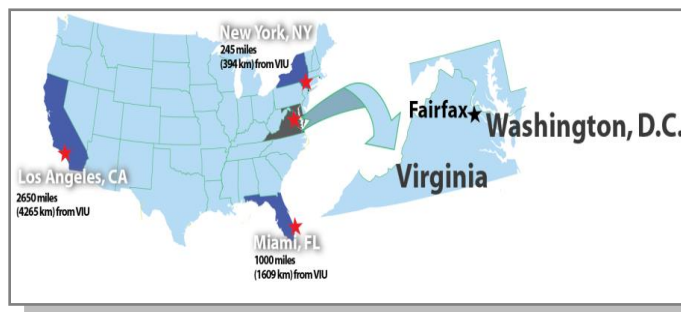 New York, NY
245 miles
(394 km) from VIU
Fairfax
Washington, D.C.
Virginia
Los Angeles, CA
2650 miles
(4265 km) from VIU
Miami, FL
1000 miles
(1609 km) from VIU